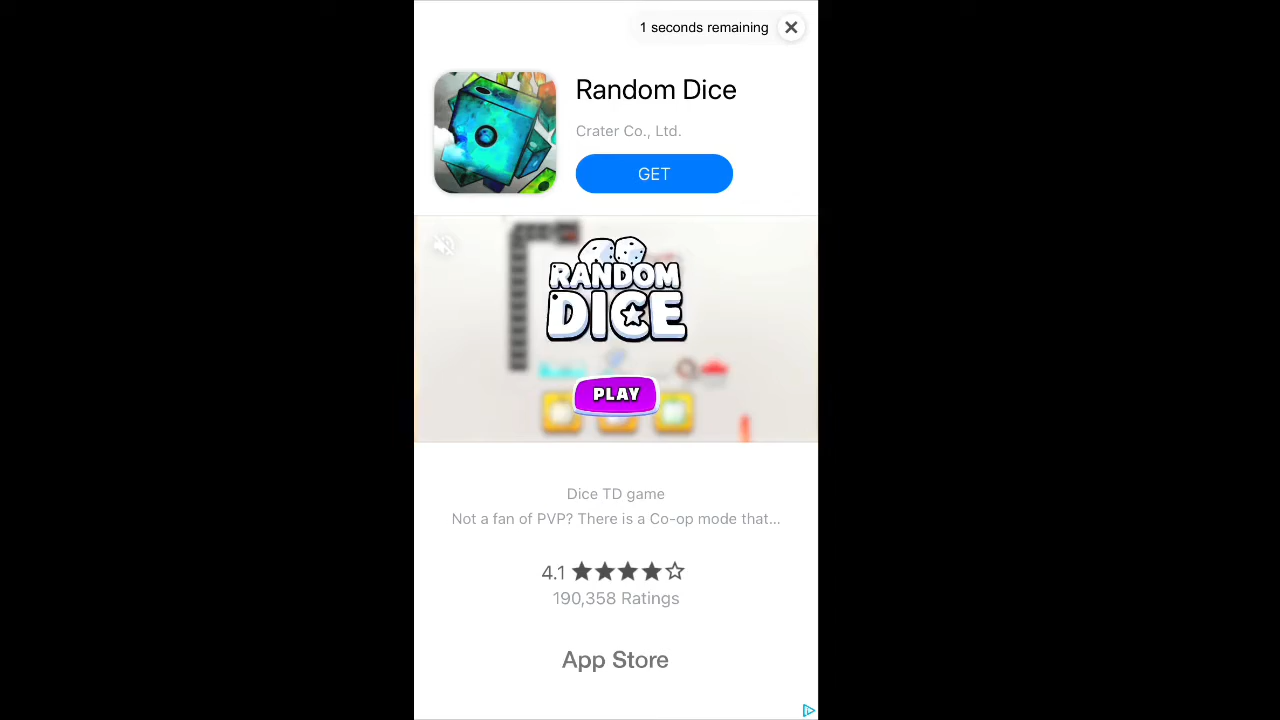 1 seconds remaining
Random Dice
Crater Co., Ltd.
GET
RANDOM
DICE
PLAY
Dice TD game
Not a fan of PVP? There is a Co-op mode that...
4.1
190,358 Ratings
App Store